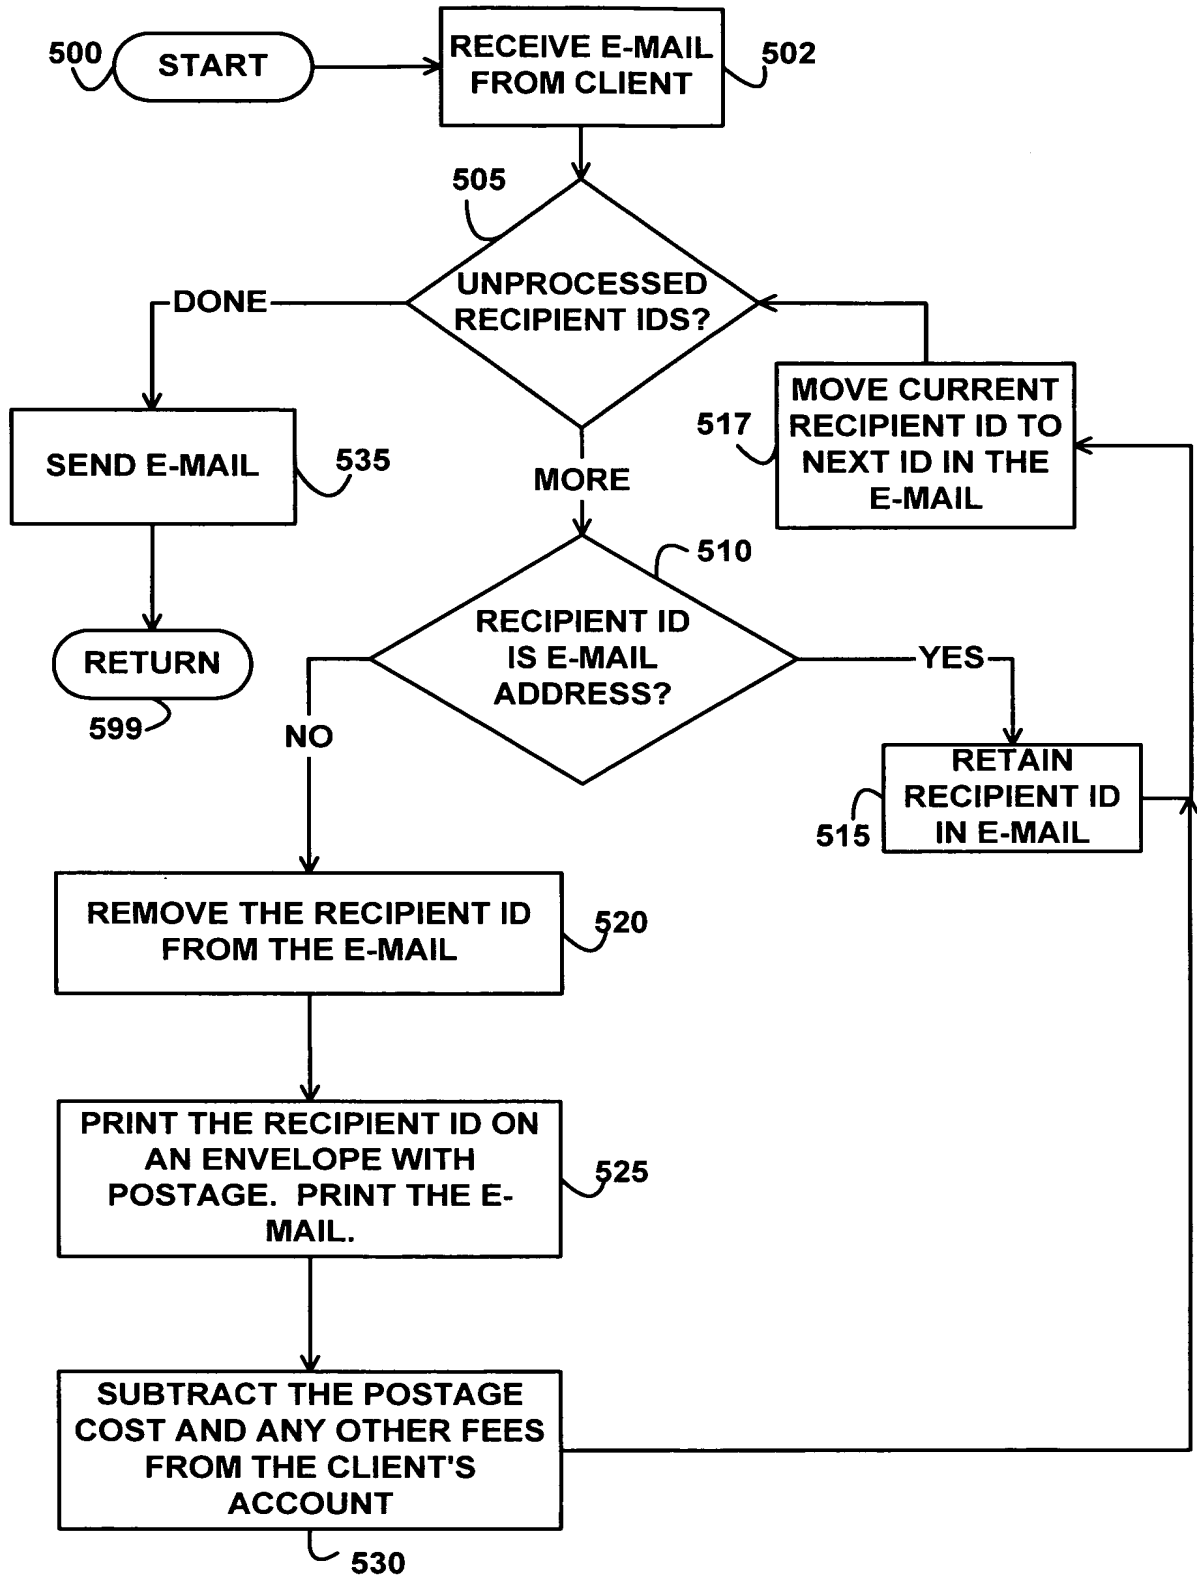 500
START
RECEIVE E-MAIL
FROM CLIENT
502
505
UNPROCESSED
RECIPIENT IDS?
DONE
MORE
SEND E-MAIL
535
RETURN
599
MOVE CURRENT
RECIPIENT ID TO
NEXT ID IN THE
E-MAIL
517
510
RECIPIENT ID
IS E-MAIL
ADDRESS?
YES
NO
RETAIN
RECIPIENT ID
IN E-MAIL
515
REMOVE THE RECIPIENT ID
FROM THE E-MAIL
520
PRINT THE RECIPIENT ID ON
AN ENVELOPE WITH
POSTAGE.  PRINT THE E-
MAIL.
525
SUBTRACT THE POSTAGE
COST AND ANY OTHER FEES
FROM THE CLIENT'S
ACCOUNT
530